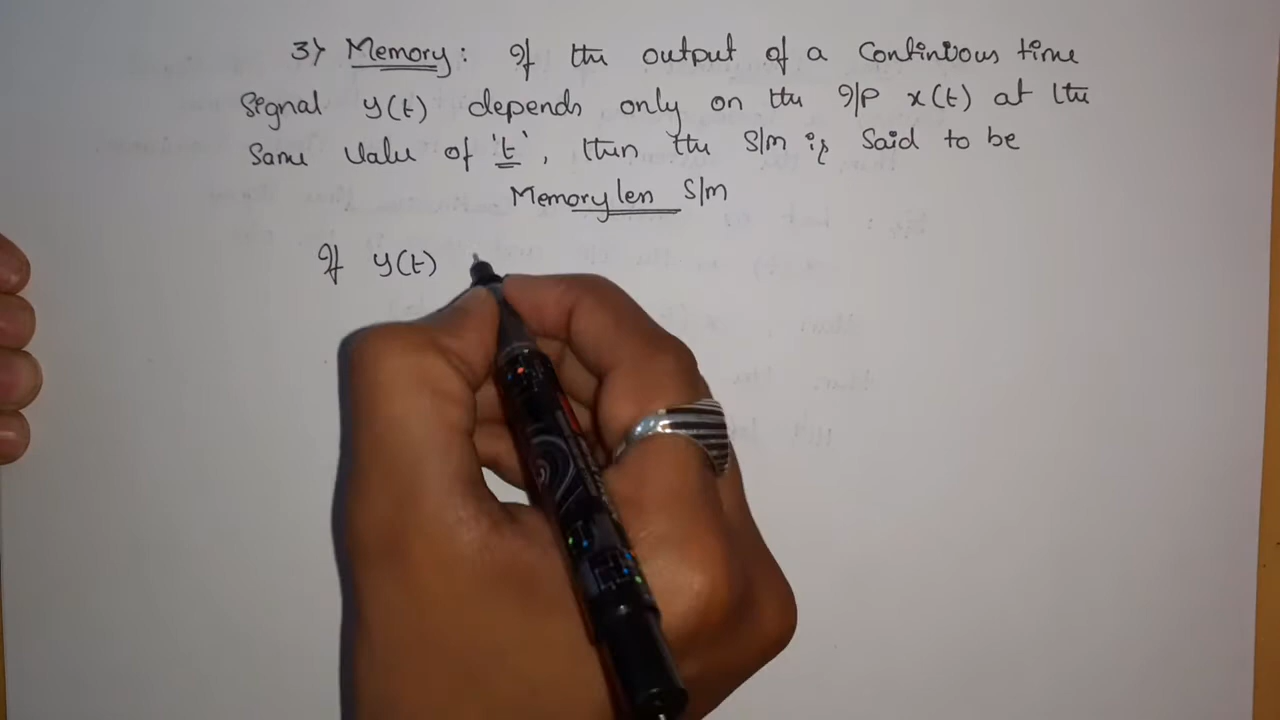 3) Memory: If the output of a Continuous time
Signal y(t) depends only on the I/P x(t) at the
Same Value of 't', then the S/m is Said to be
Memoryless S/m
If y(t)